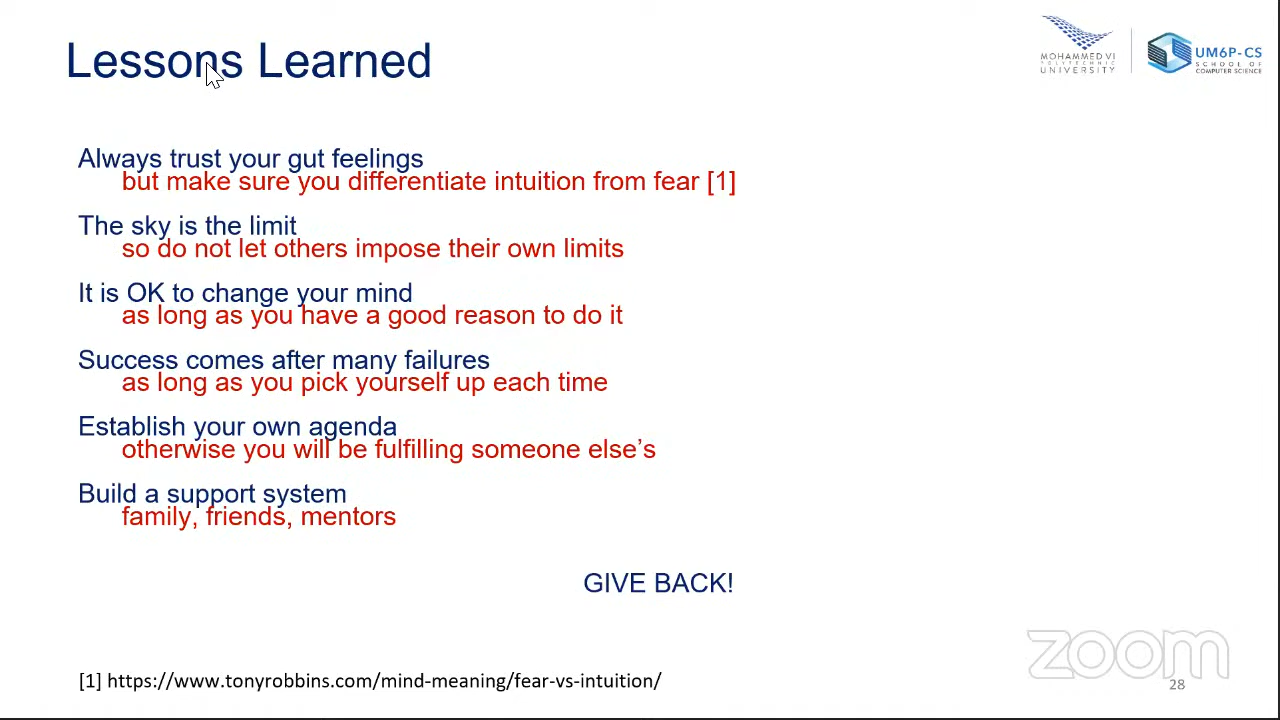 Lessons Learned
MOHAMMED VI
POLYTECHNIC
UNIVERSITY
UM6P-CS
SCHOOL OF
COMPUTER SCIENCE
Always trust your gut feelings
but make sure you differentiate intuition from fear [1]
The sky is the limit
so do not let others impose their own limits
It is OK to change your mind
as long as you have a good reason to do it
Success comes after many failures
as long as you pick yourself up each time
Establish your own agenda
otherwise you will be fulfilling someone else’s
Build a support system
family, friends, mentors
GIVE BACK!
zoom
[1] https://www.tonyrobbins.com/mind-meaning/fear-vs-intuition/
28